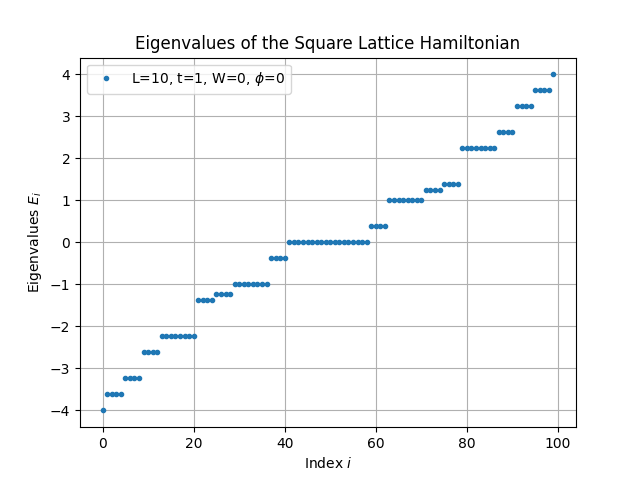 Eigenvalues of the Square Lattice Hamiltonian
L=10, t=1, W=0, ϕ=0
4
3
2
1
0
−1
−2
−3
−4
Eigenvalues Eᵢ
0 20 40 60 80 100
Index i